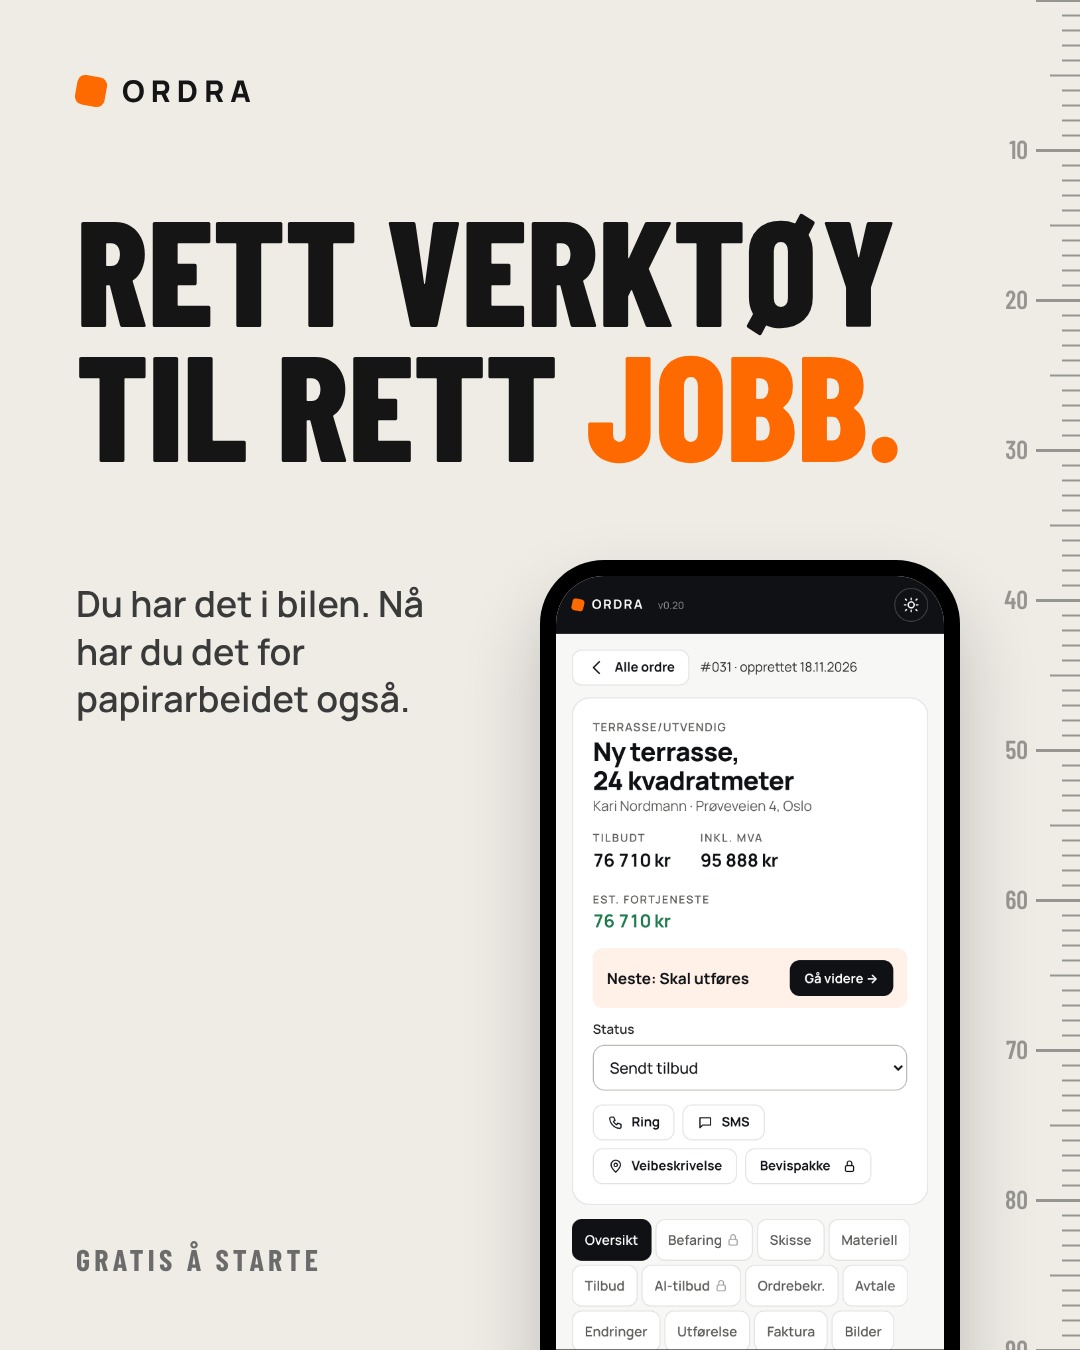 ORDRA
RETT VERKTØY
TIL RETT JOBB.
Du har det i bilen. Nå
har du det for
papirarbeidet også.
GRATIS Å STARTE
ORDRA v0.20
Alle ordre #031 · opprettet 18.11.2026
TERRASSE/UTVENDIG
Ny terrasse,
24 kvadratmeter
Kari Nordmann · Prøveveien 4, Oslo
TILBUDT INKL. MVA
76 710 kr 95 888 kr
EST. FORTJENESTE
76 710 kr
Neste: Skal utføres Gå videre →
Status
Sendt tilbud
Ring SMS
Veibeskrivelse Bevispakke
Oversikt Befaring Skisse Materiell
Tilbud AI-tilbud Ordrebekr. Avtale
Endringer Utførelse Faktura Bilder
10
20
30
40
50
60
70
80
90